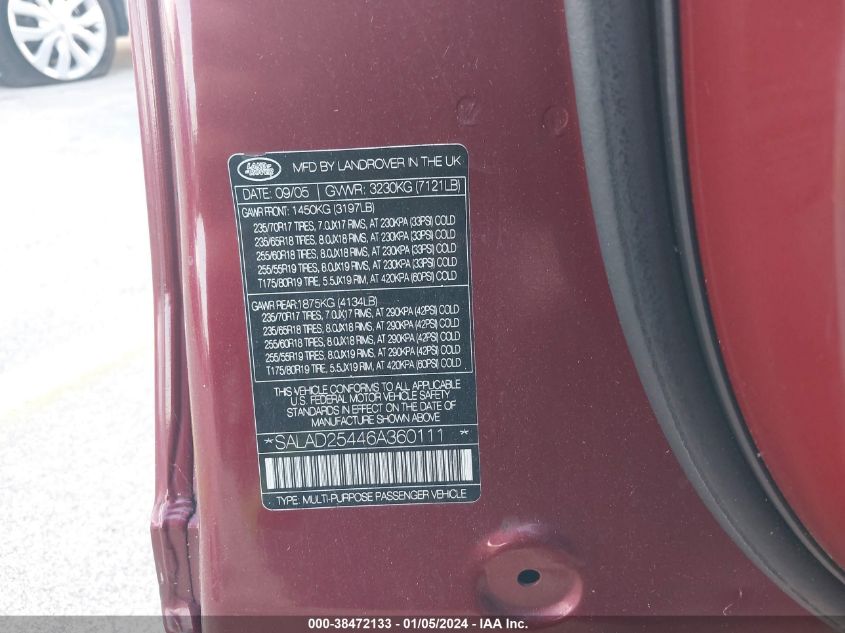 LAND ROVER
MFD BY LANDROVER IN THE UK
DATE: 09/05 GVWR: 3230KG (7121LB)
GAWR FRONT: 1450KG (3197LB)
235/70R17 TIRES, 7.0JX17 RIMS, AT 230KPA (33PSI) COLD
235/65R18 TIRES, 8.0JX18 RIMS, AT 230KPA (33PSI) COLD
255/60R18 TIRES, 8.0JX18 RIMS, AT 230KPA (33PSI) COLD
255/55R19 TIRES, 8.0JX19 RIMS, AT 230KPA (33PSI) COLD
T175/80R19 TIRE, 5.5JX19 RIM, AT 420KPA (60PSI) COLD
GAWR REAR: 1875KG (4134LB)
235/70R17 TIRES, 7.0JX17 RIMS, AT 290KPA (42PSI) COLD
235/65R18 TIRES, 8.0JX18 RIMS, AT 290KPA (42PSI) COLD
255/60R18 TIRES, 8.0JX18 RIMS, AT 290KPA (42PSI) COLD
255/55R19 TIRES, 8.0JX19 RIMS, AT 290KPA (42PSI) COLD
T175/80R19 TIRE, 5.5JX19 RIM, AT 420KPA (60PSI) COLD
THIS VEHICLE CONFORMS TO ALL APPLICABLE
U.S. FEDERAL MOTOR VEHICLE SAFETY
STANDARDS IN EFFECT ON THE DATE OF
MANUFACTURE SHOWN ABOVE
*SALAD25446A360111 *
TYPE: MULTI-PURPOSE PASSENGER VEHICLE
000-38472133 - 01/05/2024 - IAA Inc.